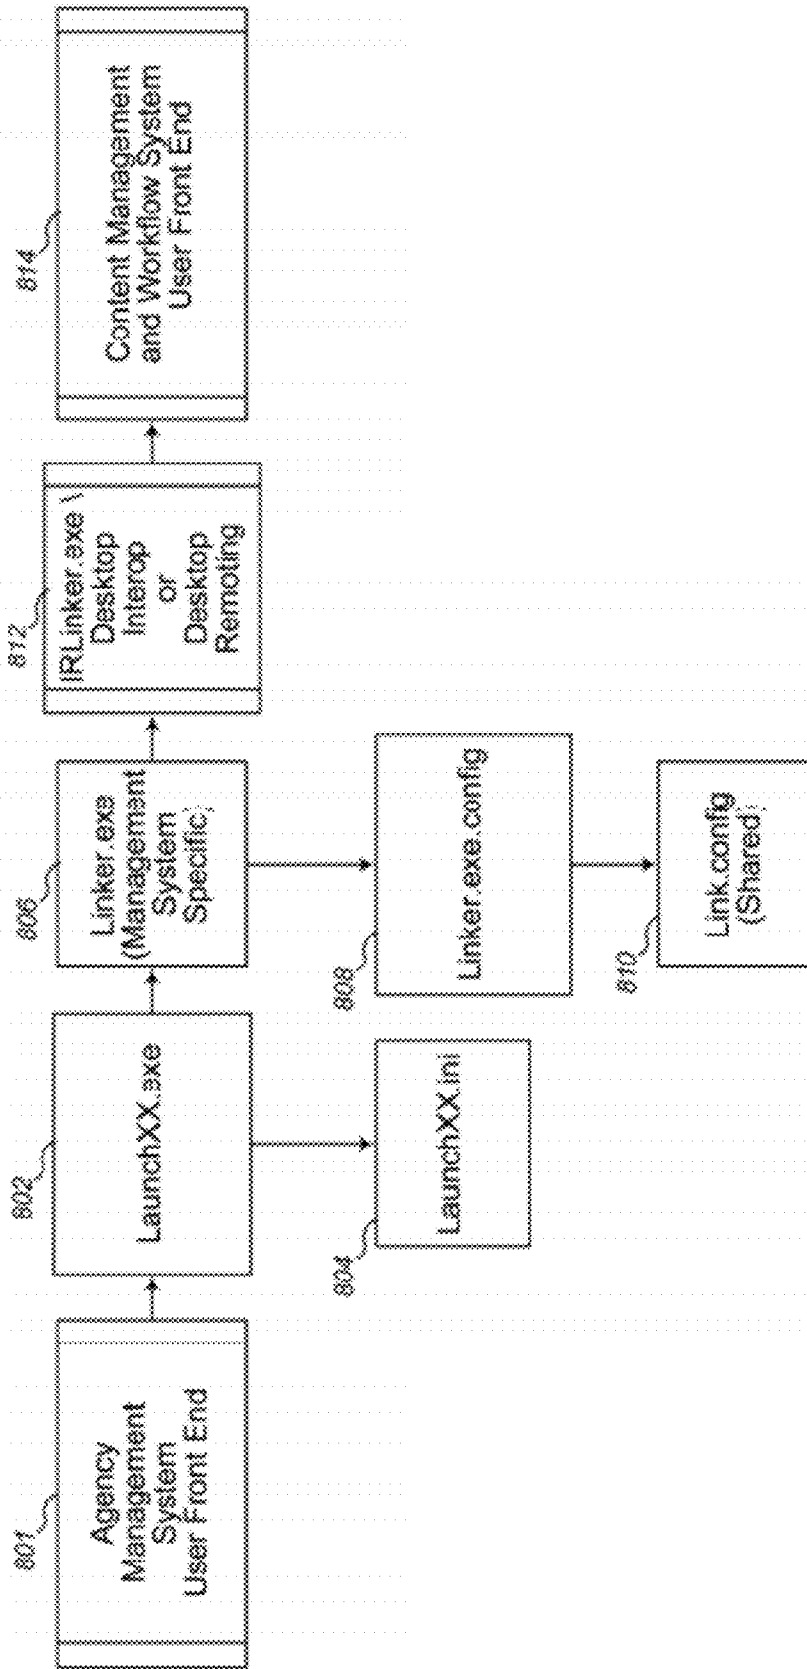 801
Agency
Management
System
User Front End
802
LaunchXX.exe
804
LaunchXX.ini
806
Linker.exe
(Management
System
Specific)
808
Linker.exe.config
810
Link.config
(Shared)
812
IRLinker.exe \
Desktop
Interop
or
Desktop
Remoting
814
Content Management
and Workflow System
User Front End